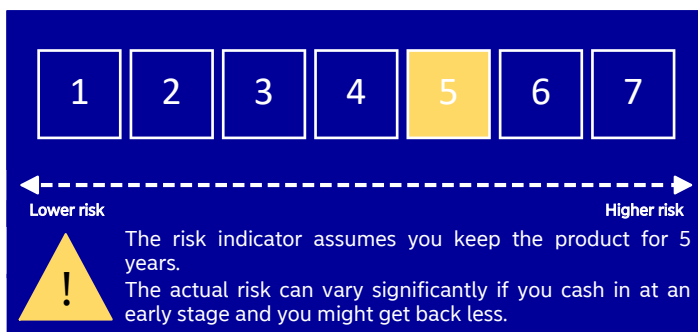 1 2 3 4 5 6 7
Lower risk Higher risk
!
The risk indicator assumes you keep the product for 5
years.
The actual risk can vary significantly if you cash in at an
early stage and you might get back less.